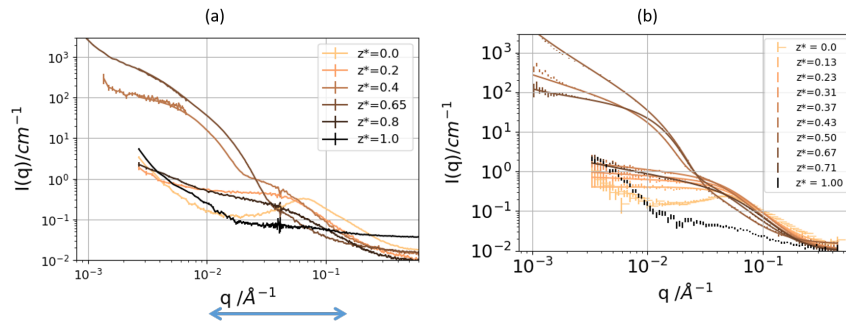 (a)
(b)
I(q)/cm⁻¹
10³
10²
10¹
10⁰
10⁻¹
10⁻²
10⁻³
10⁻²
10⁻¹
q /Å⁻¹
z*=0.0
z*=0.2
z*=0.4
z*=0.65
z*=0.8
z*=1.0
I(q)/cm⁻¹
10³
10²
10¹
10⁰
10⁻¹
10⁻²
10⁻³
10⁻²
10⁻¹
q /Å⁻¹
z* = 0.0
z*=0.13
z*=0.23
z*=0.31
z*=0.37
z*=0.43
z*=0.50
z*=0.67
z*=0.71
z* = 1.00